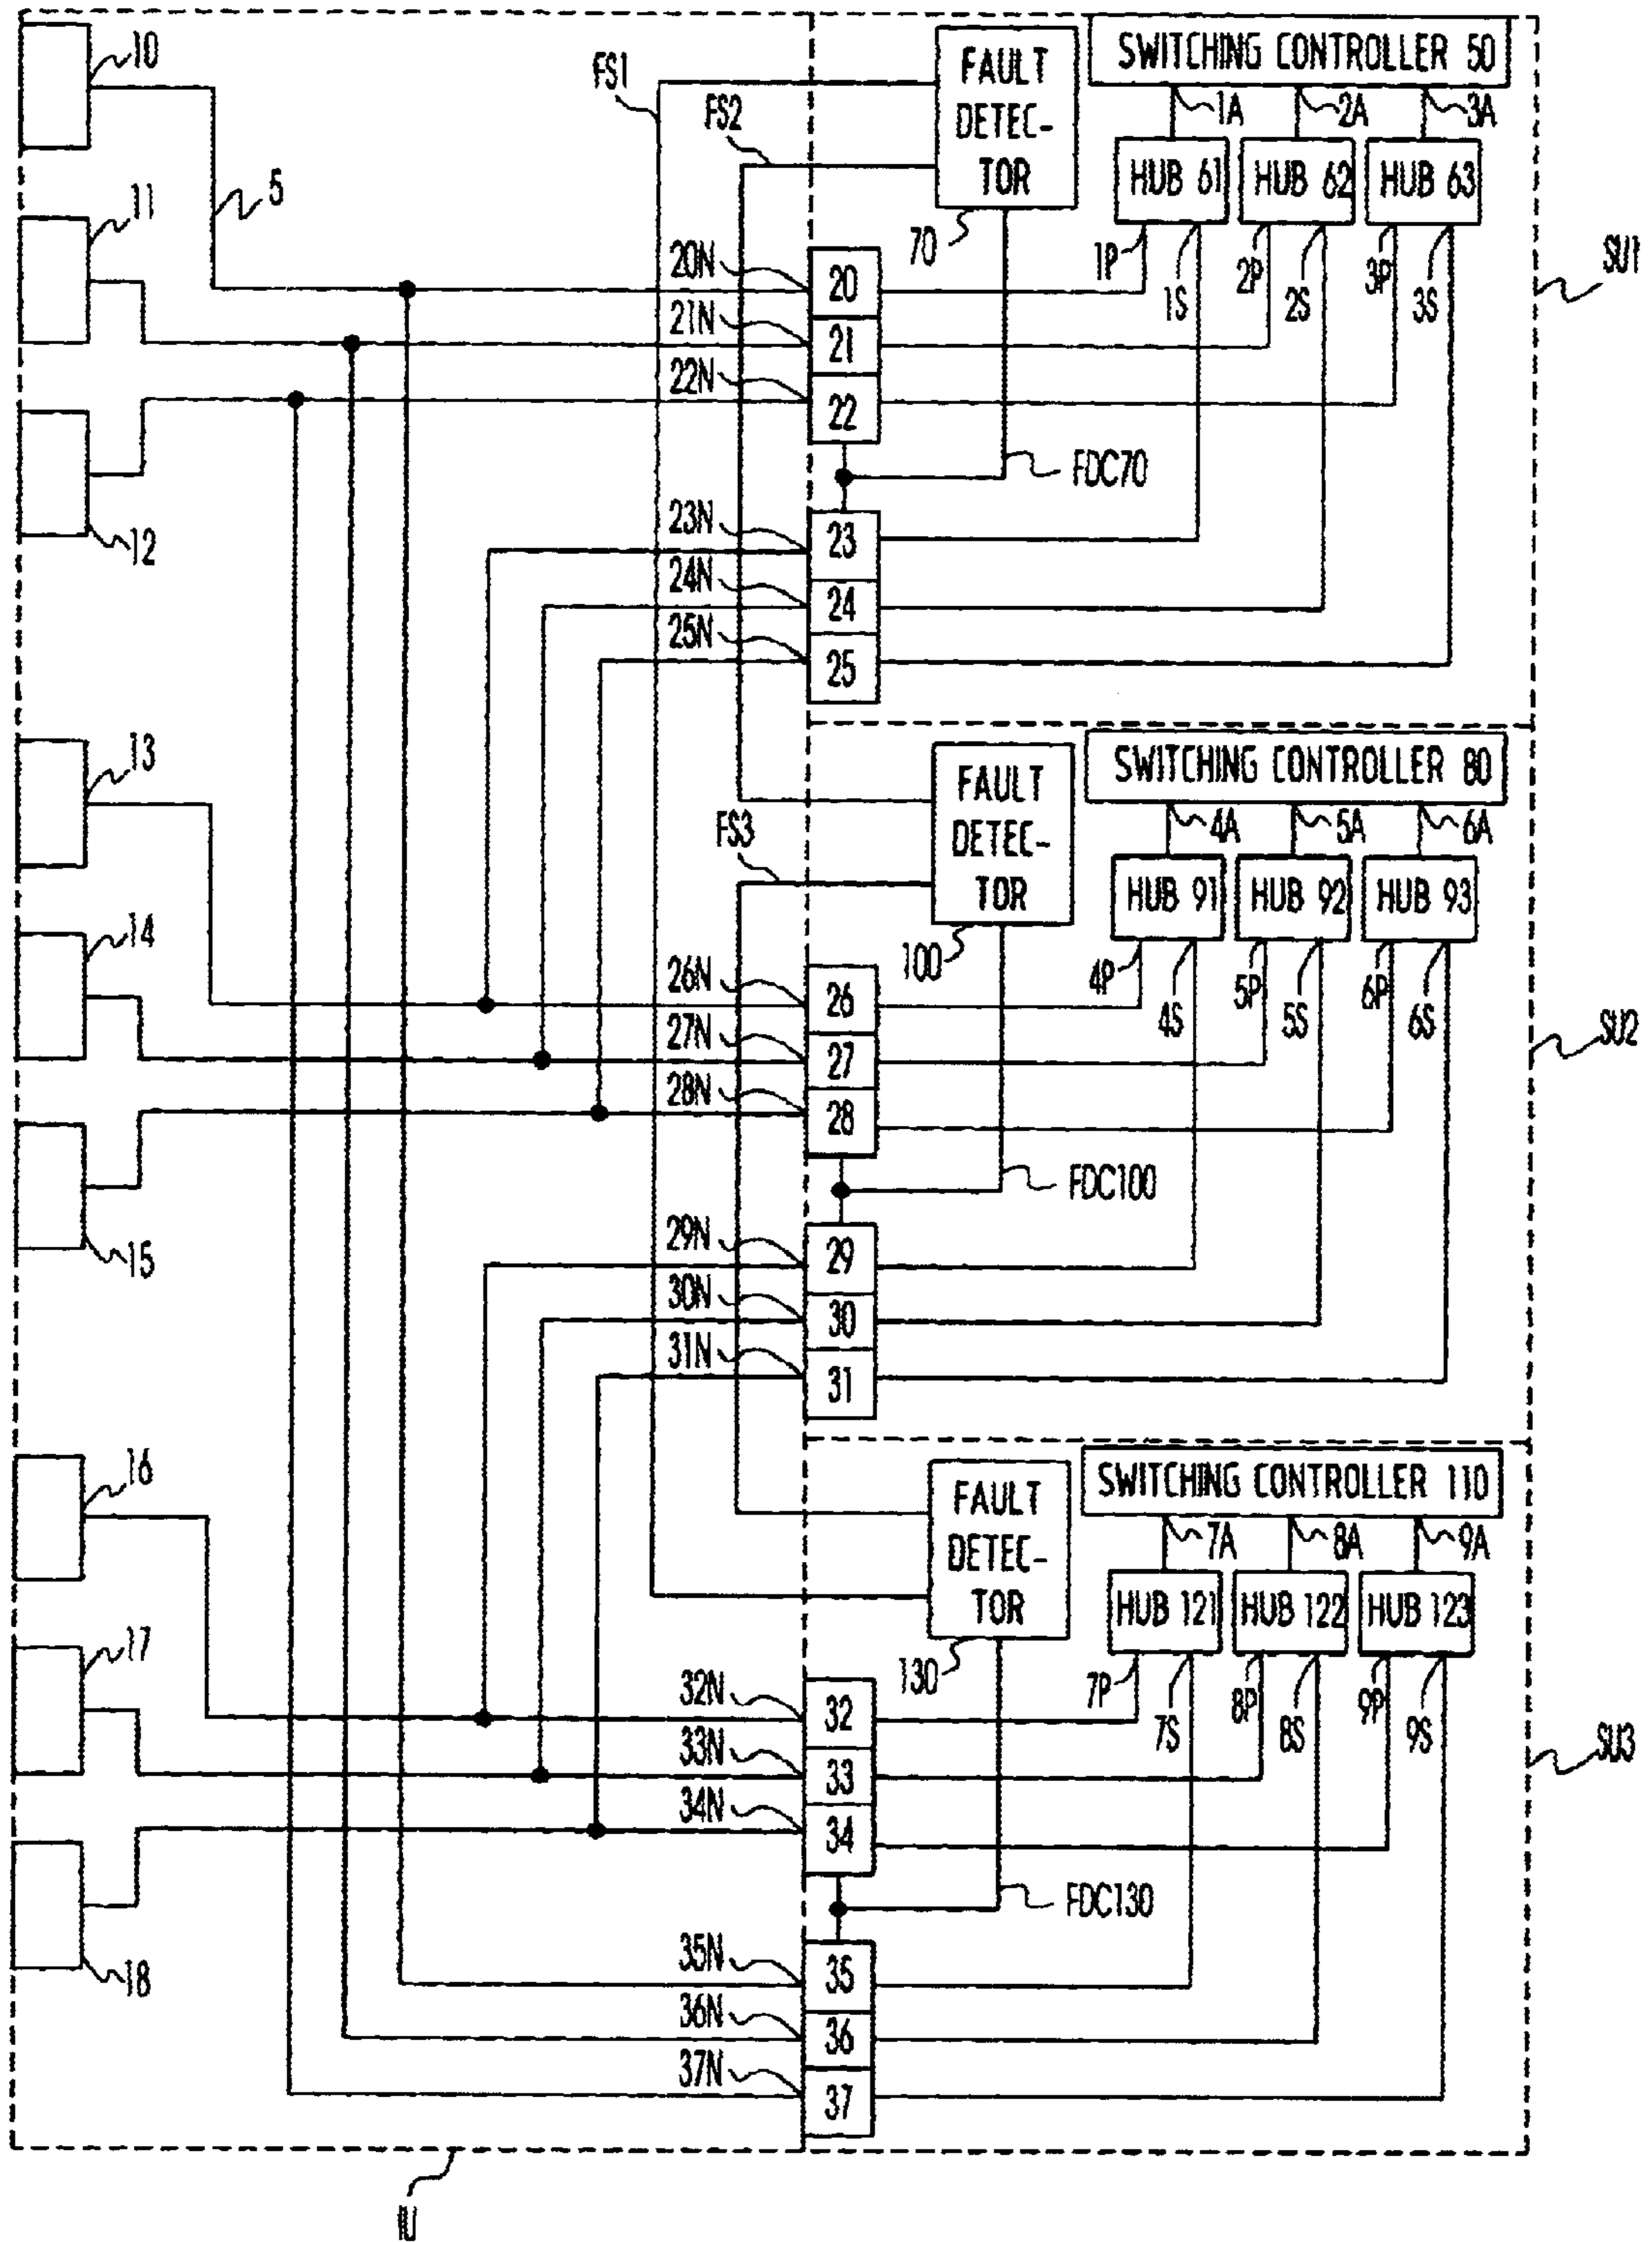 10
11
5
12
13
14
15
16
17
18
FS1
FS2
FS3
FAULT
DETEC-
TOR
70
SWITCHING CONTROLLER 50
1A
2A
3A
HUB 61
HUB 62
HUB 63
1P
1S
2P
2S
3P
3S
SU1
20N
21N
22N
20
21
22
FDC70
23N
24N
25N
23
24
25
FAULT
DETEC-
TOR
100
SWITCHING CONTROLLER 80
4A
5A
6A
HUB 91
HUB 92
HUB 93
4P
4S
5P
5S
6P
6S
SU2
26N
27N
28N
26
27
28
FDC100
29N
30N
31N
29
30
31
FAULT
DETEC-
TOR
130
SWITCHING CONTROLLER 110
7A
8A
9A
HUB 121
HUB 122
HUB 123
7P
7S
8P
8S
9P
9S
SU3
32N
33N
34N
32
33
34
FDC130
35N
36N
37N
35
36
37
IU